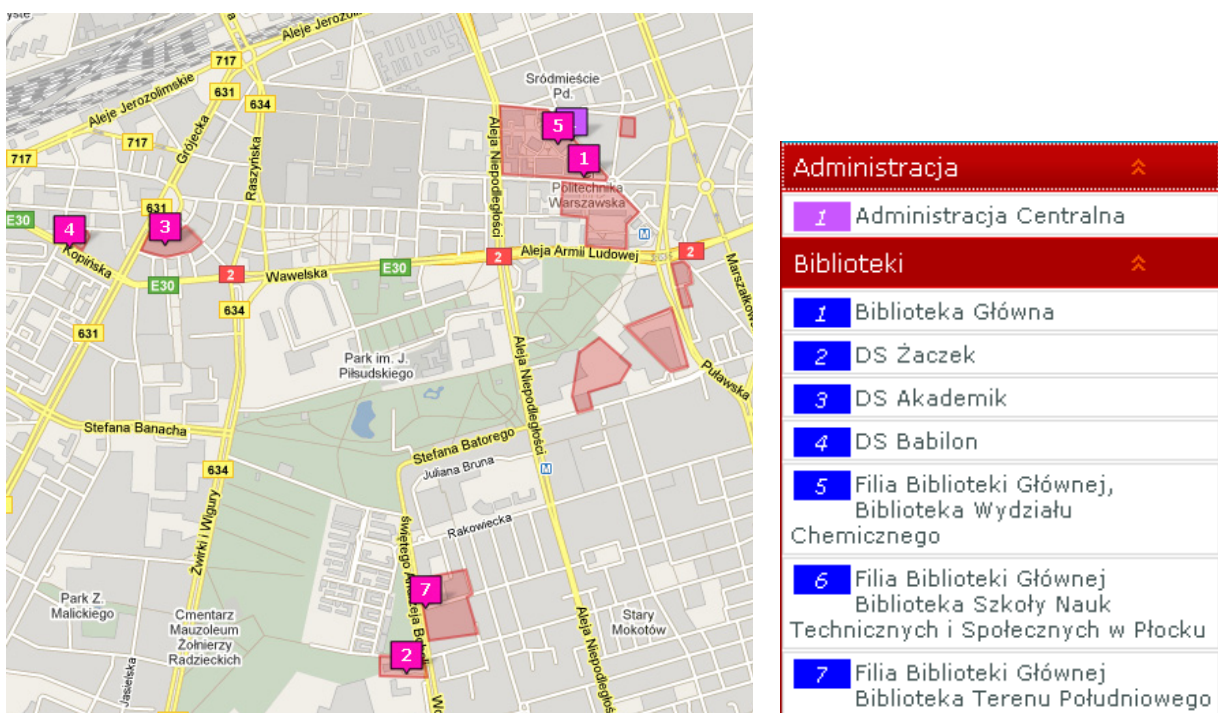 Aleje Jerozo
717
631
634
Aleje Jerozolimskie
717
717
Grójecka
Raszyńska
Aleja Niepodległości
Śródmieście
Pd.
5
1
Politechnika
Warszawska
631
3
4
E30
Kopińska
E30
2
Wawelska
E30
2
Aleja Armii Ludowej
M
2
Marszałkow
634
631
Park im. J.
Piłsudskiego
Aleja Niepodległości
Puławska
Stefana Banacha
634
Stefana Batorego
Juliana Bruna
M
Rakowiecka
Żwirki i Wigury
7
2
Park Z.
Malickiego
Cmentarz
Mauzoleum
Żołnierzy
Radzieckich
Jasielska
Stary
Mokotów
Aleja Niepodległoś
Administracja
1 Administracja Centralna
Biblioteki
1 Biblioteka Główna
2 DS Żaczek
3 DS Akademik
4 DS Babilon
5 Filia Biblioteki Głównej,
Biblioteka Wydziału
Chemicznego
6 Filia Biblioteki Głównej
Biblioteka Szkoły Nauk
Technicznych i Społecznych w Płocku
7 Filia Biblioteki Głównej
Biblioteka Terenu Południowego